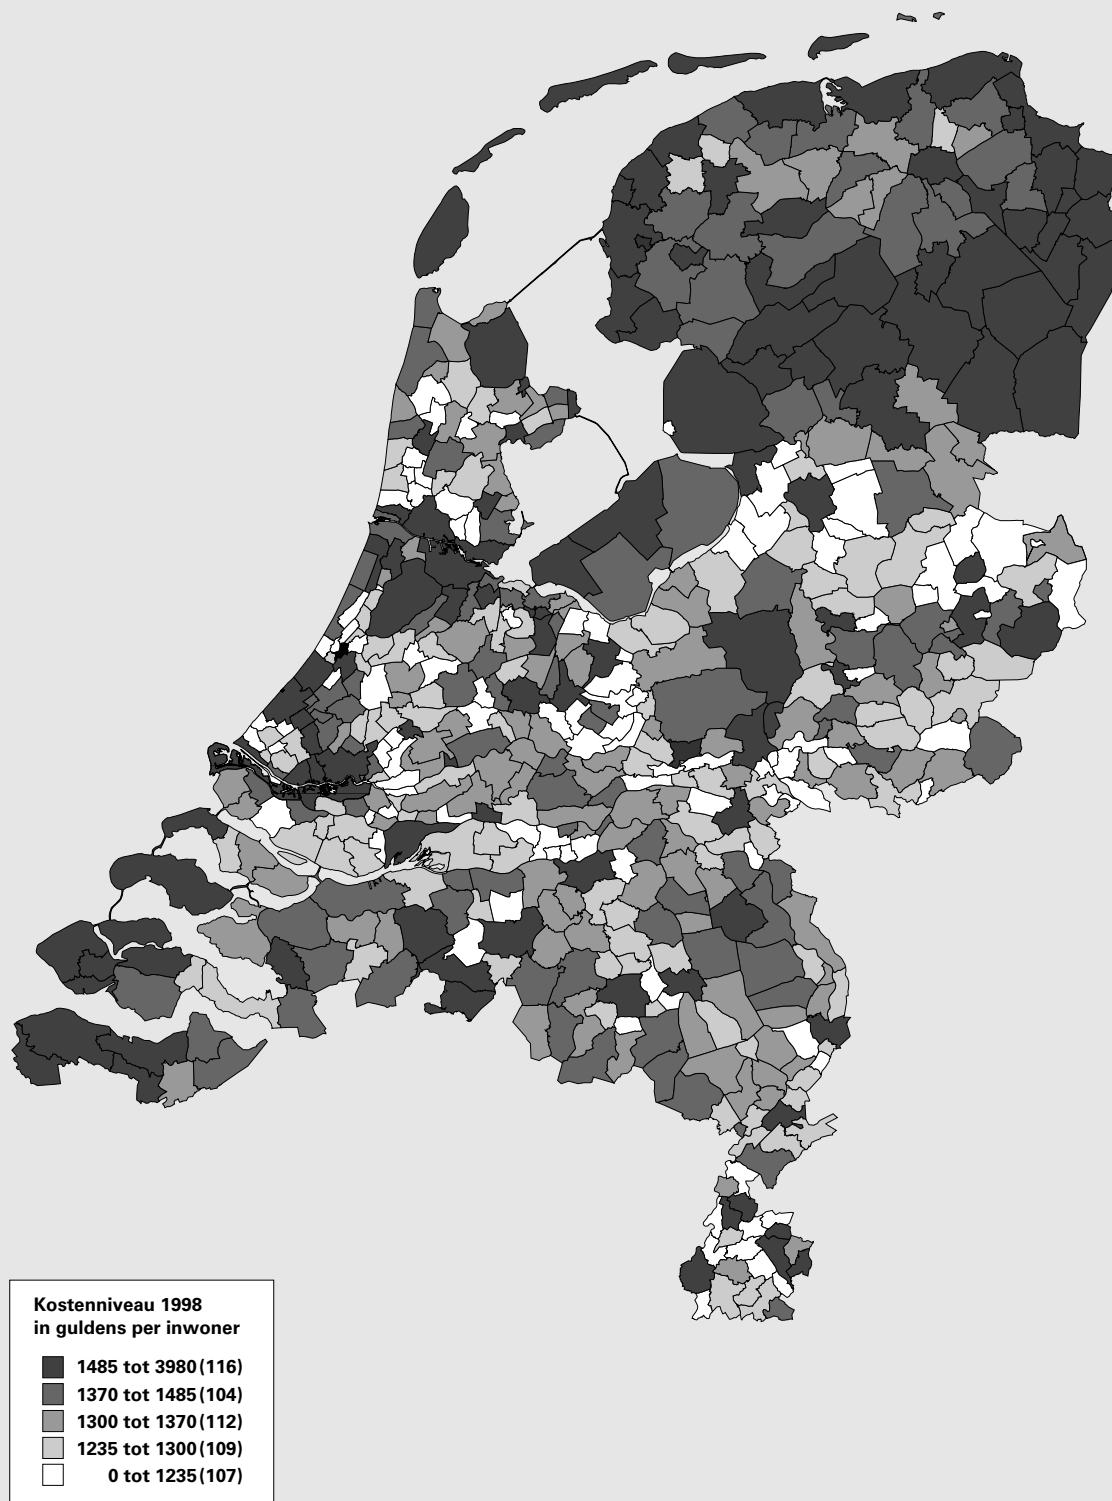 Kostenniveau 1998
in guldens per inwoner
1485 tot 3980 (116)
1370 tot 1485 (104)
1300 tot 1370 (112)
1235 tot 1300 (109)
0 tot 1235 (107)